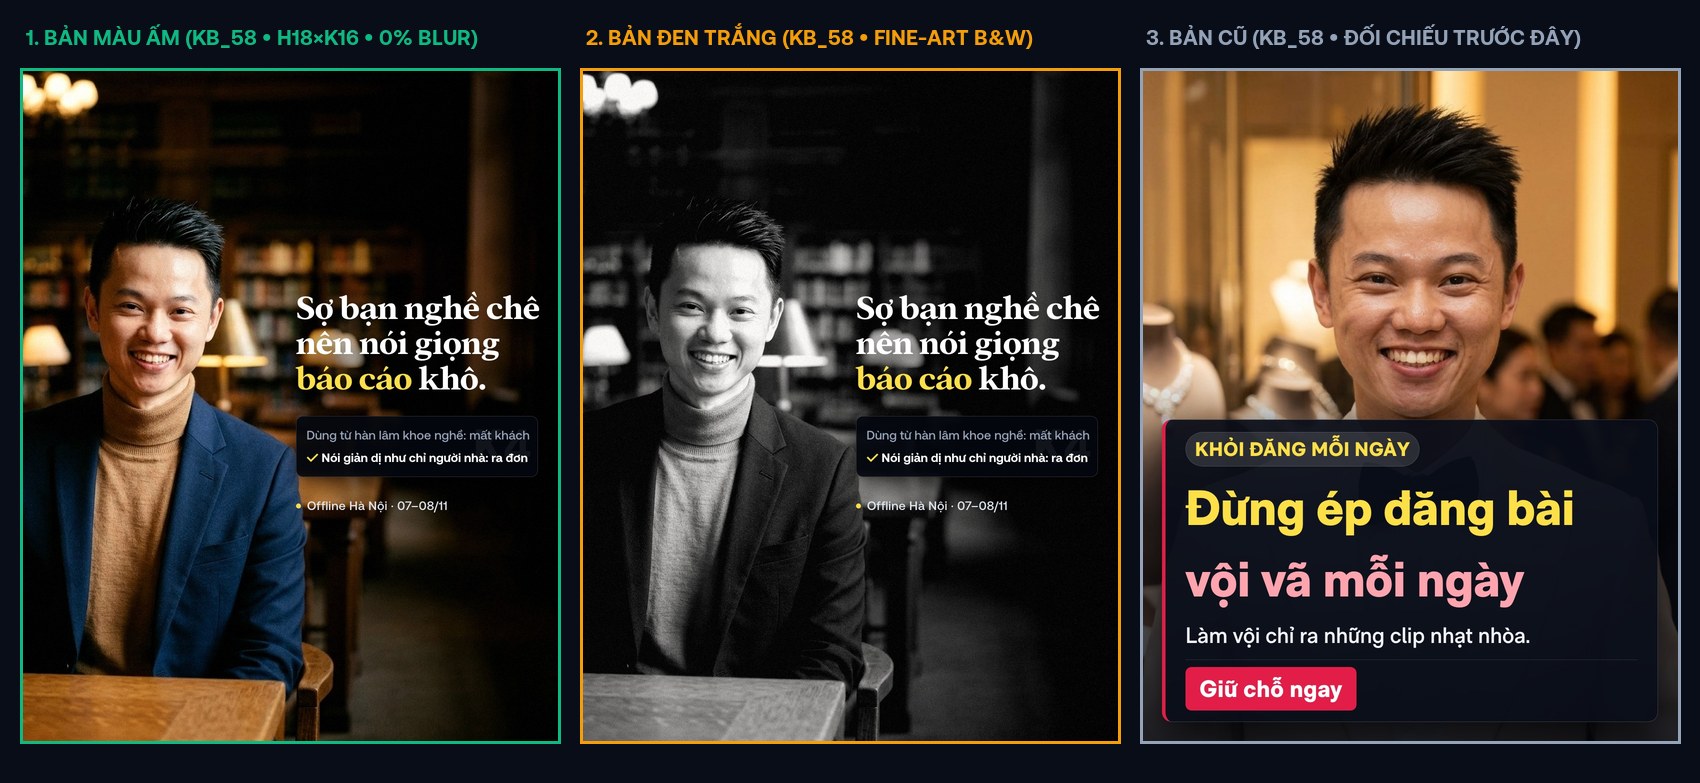 1. BẢN MÀU ẤM (KB_58 • H18×K16 • 0% BLUR)
Sợ bạn nghề chê
nên nói giọng
báo cáo khô.
Dùng từ hàn lâm khoe nghề: mất khách
✓ Nói giản dị như chỉ người nhà: ra đơn
• Offline Hà Nội · 07–08/11
2. BẢN ĐEN TRẮNG (KB_58 • FINE-ART B&W)
Sợ bạn nghề chê
nên nói giọng
báo cáo khô.
Dùng từ hàn lâm khoe nghề: mất khách
✓ Nói giản dị như chỉ người nhà: ra đơn
• Offline Hà Nội · 07–08/11
3. BẢN CŨ (KB_58 • ĐỐI CHIẾU TRƯỚC ĐÂY)
KHỎI ĐĂNG MỖI NGÀY
Đừng ép đăng bài
vội vã mỗi ngày
Làm vội chỉ ra những clip nhạt nhòa.
Giữ chỗ ngay